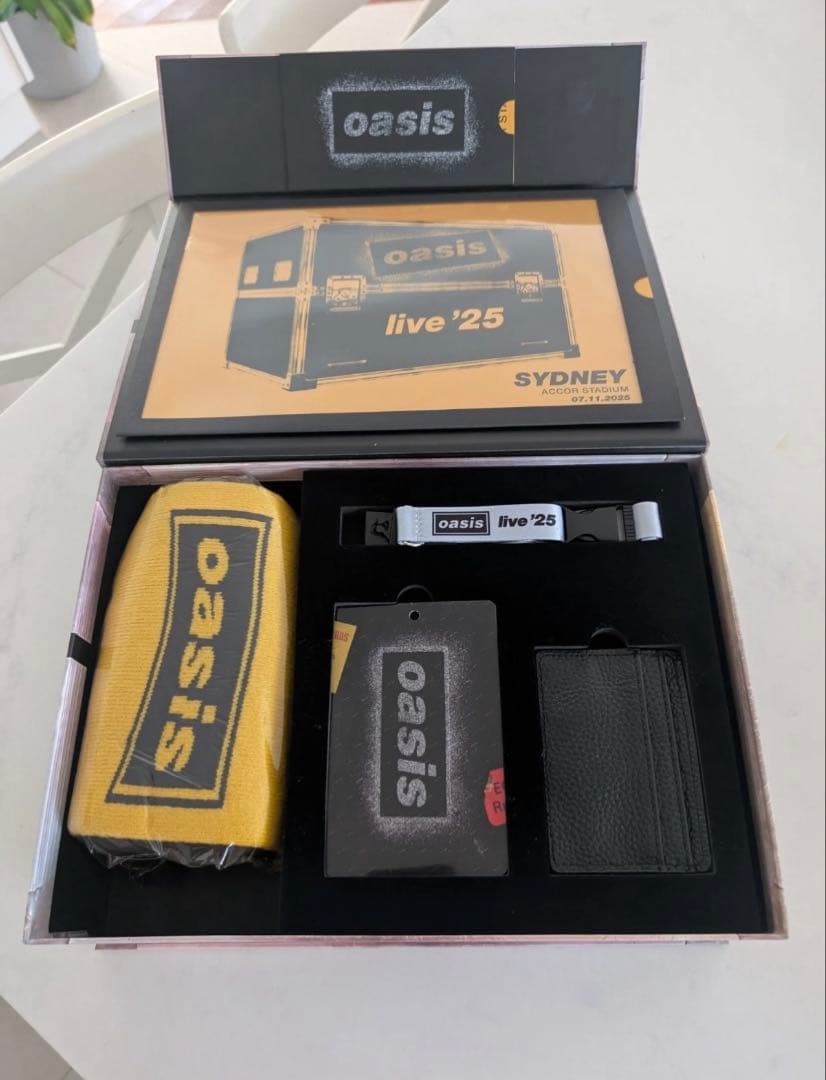 oasis
oasis
live '25
SYDNEY
ACCOR STADIUM
07.11.2025
oasis live '25
oasis
oasis